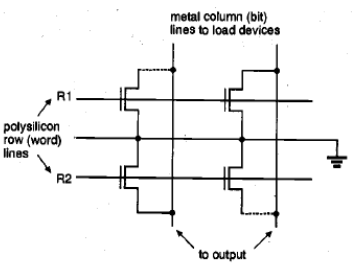 metal column (bit)
lines to load devices
R1
polysilicon
row (word)
lines
R2
to output